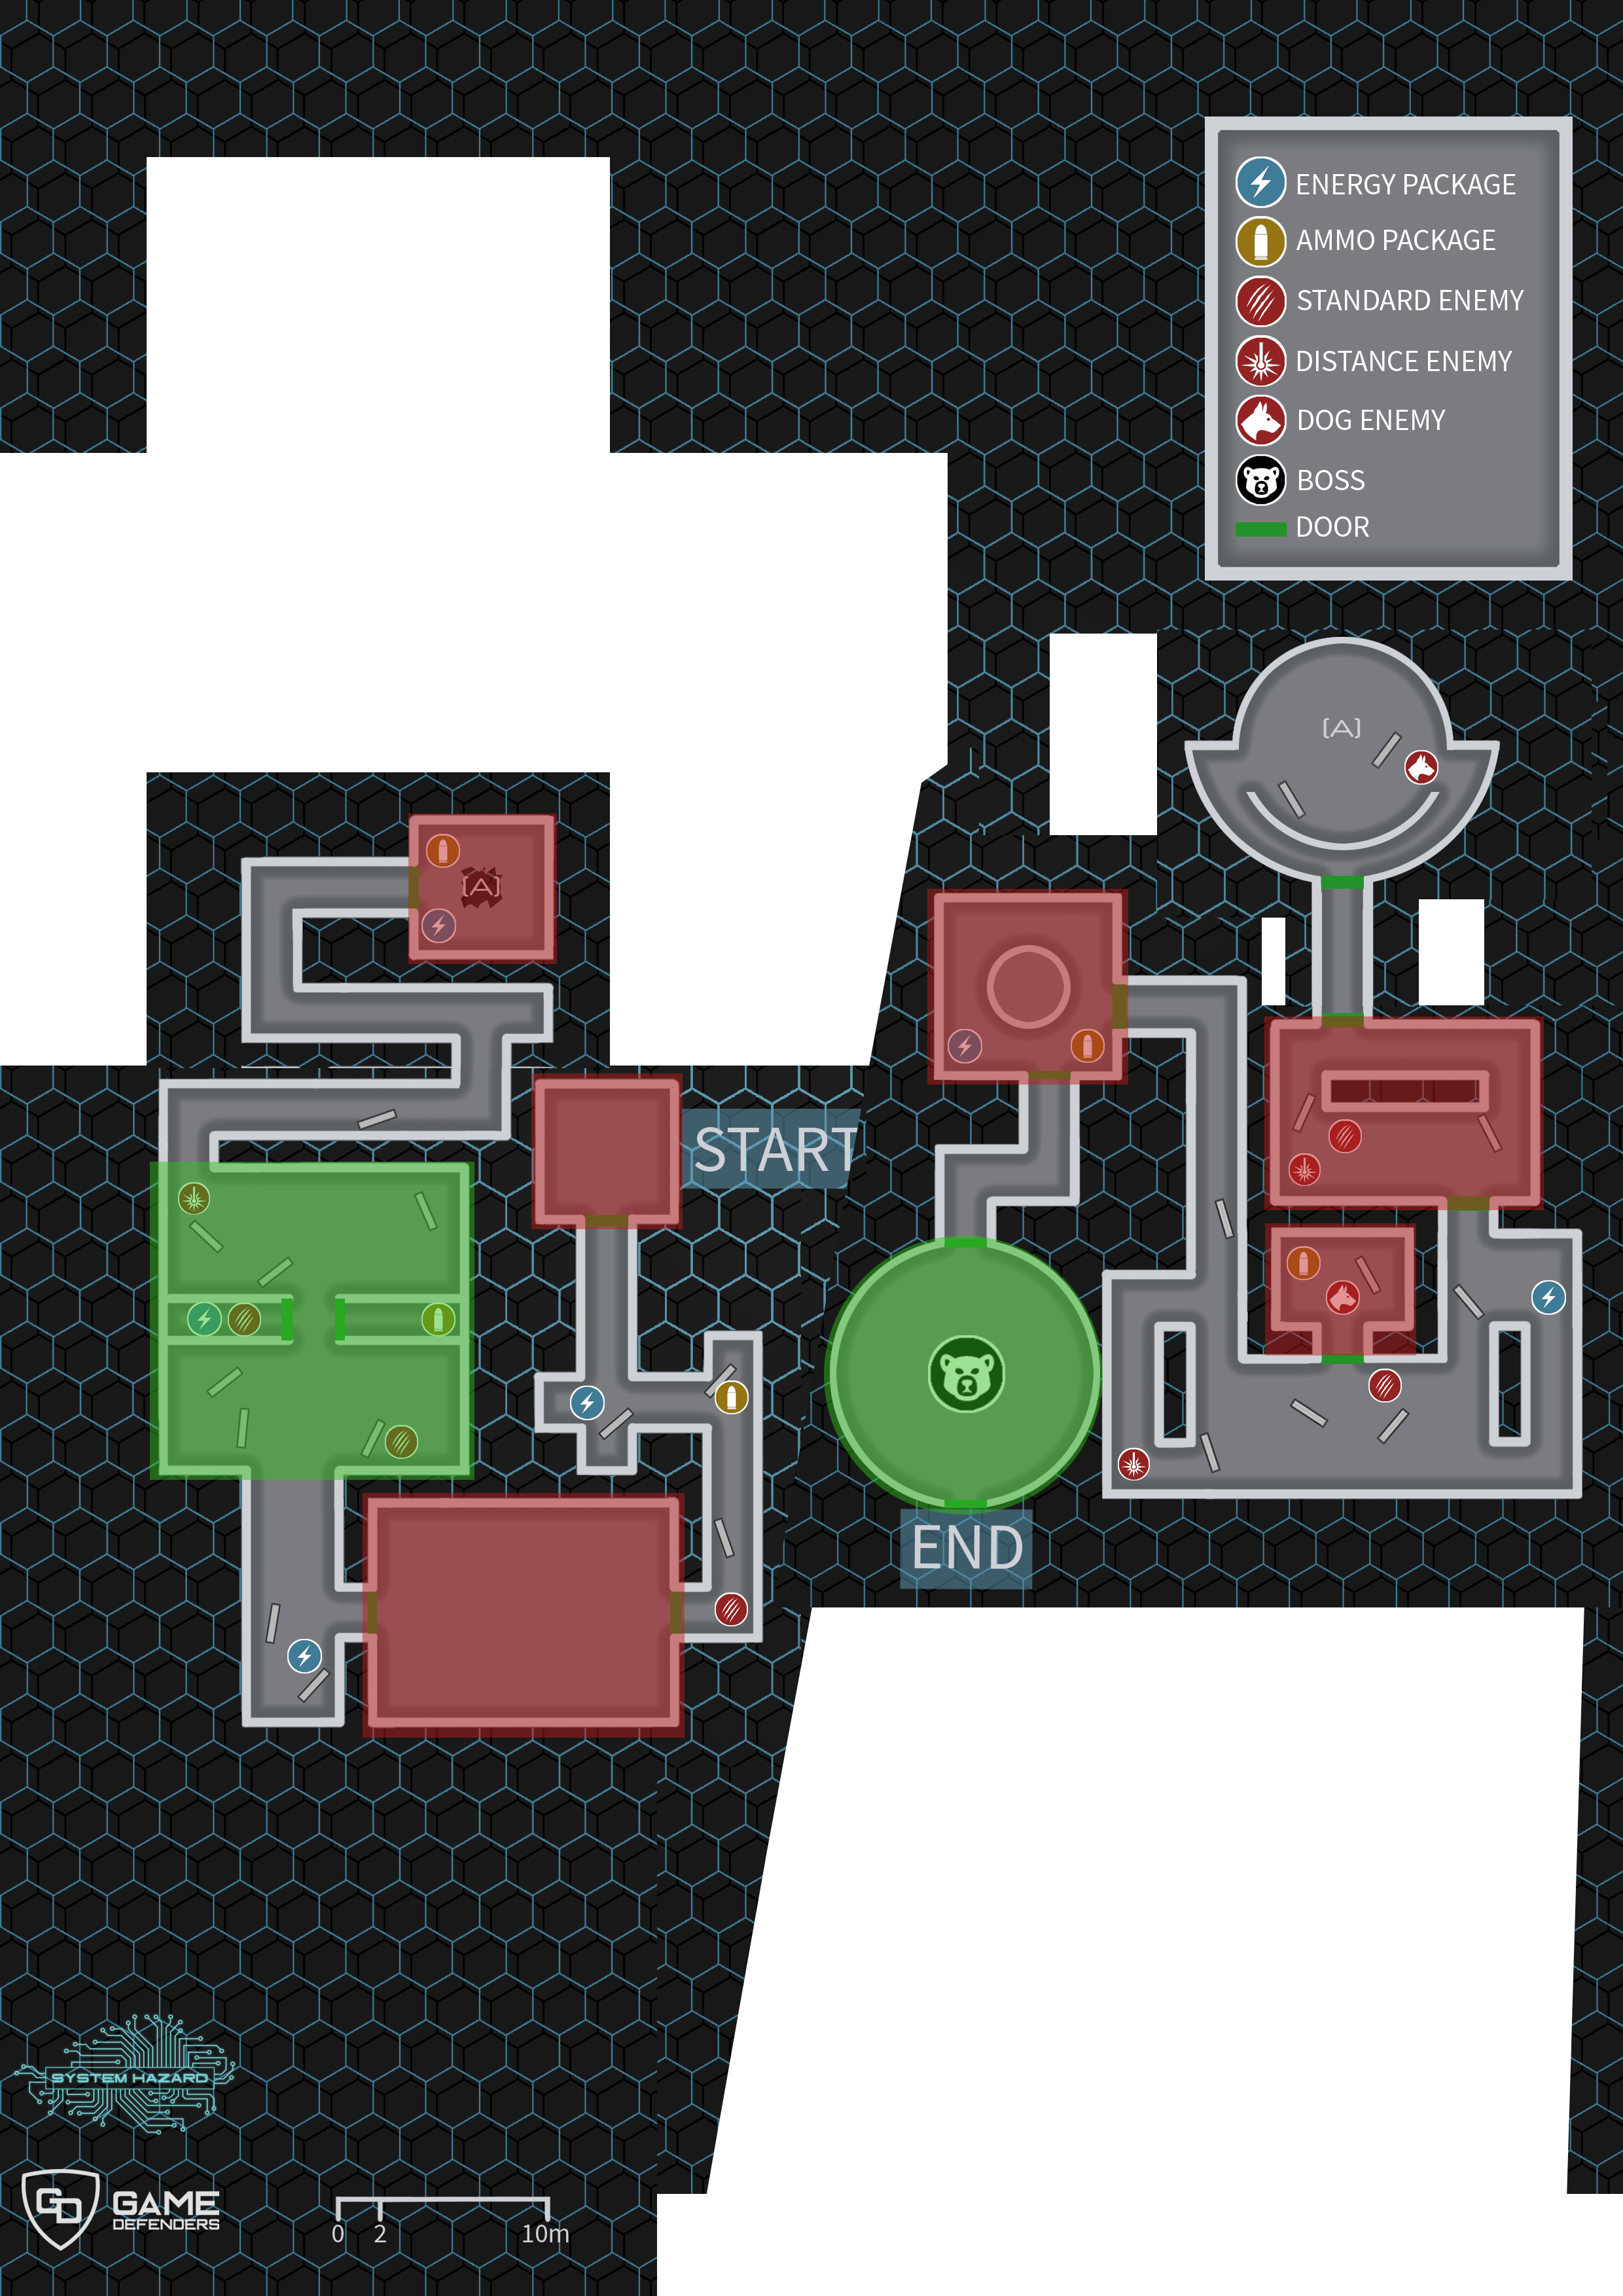 ENERGY PACKAGE
AMMO PACKAGE
STANDARD ENEMY
DISTANCE ENEMY
DOG ENEMY
BOSS
DOOR
[A]
[A]
START
END
SYSTEM HAZARD
GD
GAME
DEFENDERS
0 2 10m